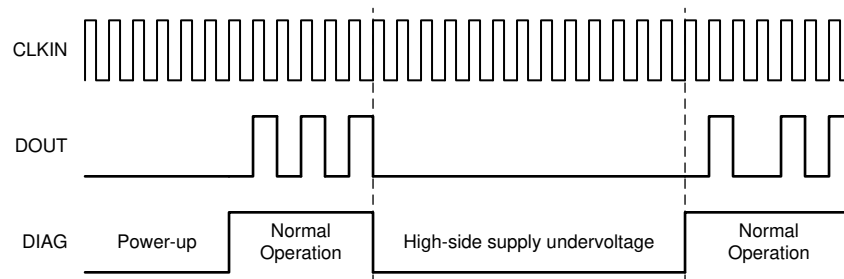 CLKIN
DOUT
DIAG
Power-up
Normal
Operation
High-side supply undervoltage
Normal
Operation